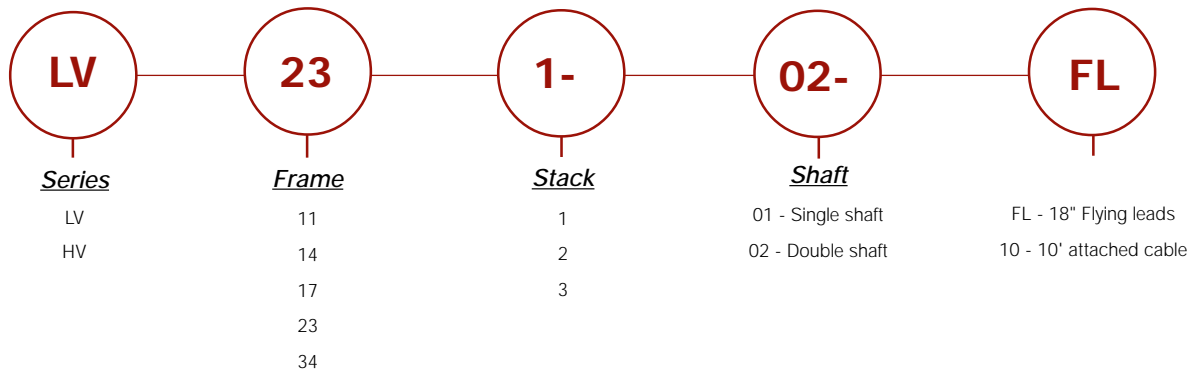 LV 23 1- 02- FL
Series Frame Stack Shaft
LV 11 1 01 - Single shaft FL - 18" Flying leads
HV 14 2 02 - Double shaft 10 - 10' attached cable
17 3
23
34